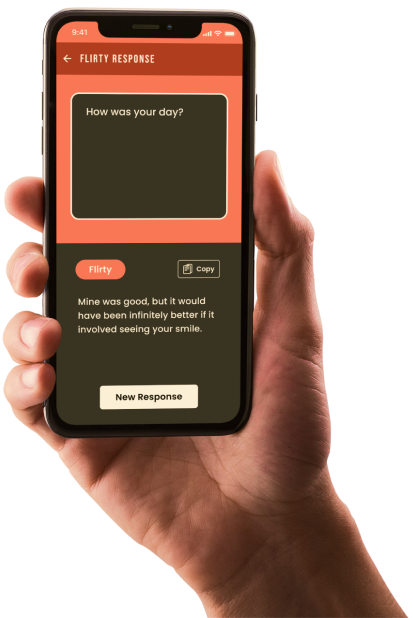 9:41
FLIRTY RESPONSE
How was your day?
Flirty
Copy
Mine was good, but it would
have been infinitely better if it
involved seeing your smile.
New Response